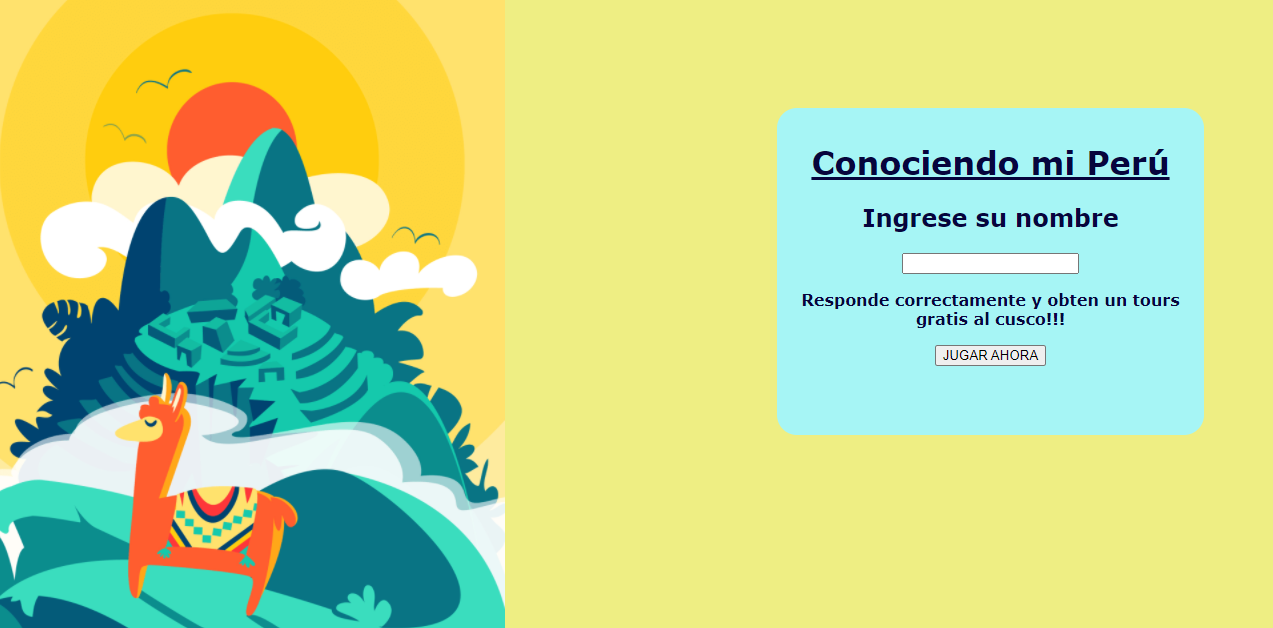 Conociendo mi Perú
Ingrese su nombre
Responde correctamente y obten un tours
gratis al cusco!!!
JUGAR AHORA